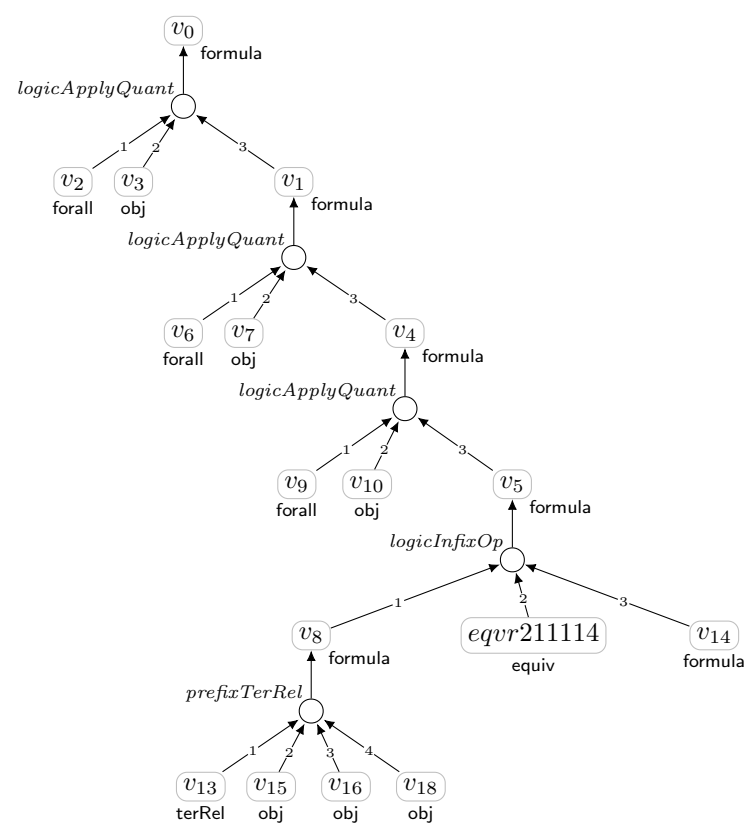 v0
formula
logicApplyQuant
1 2 3
v2 v3 v1
forall obj formula
logicApplyQuant
1 2 3
v6 v7 v4
forall obj formula
logicApplyQuant
1 2 3
v9 v10 v5
forall obj formula
logicInfixOp
1 2 3
v8 eqvr211114 v14
formula equiv formula
prefixTerRel
1 2 3 4
v13 v15 v16 v18
terRel obj obj obj